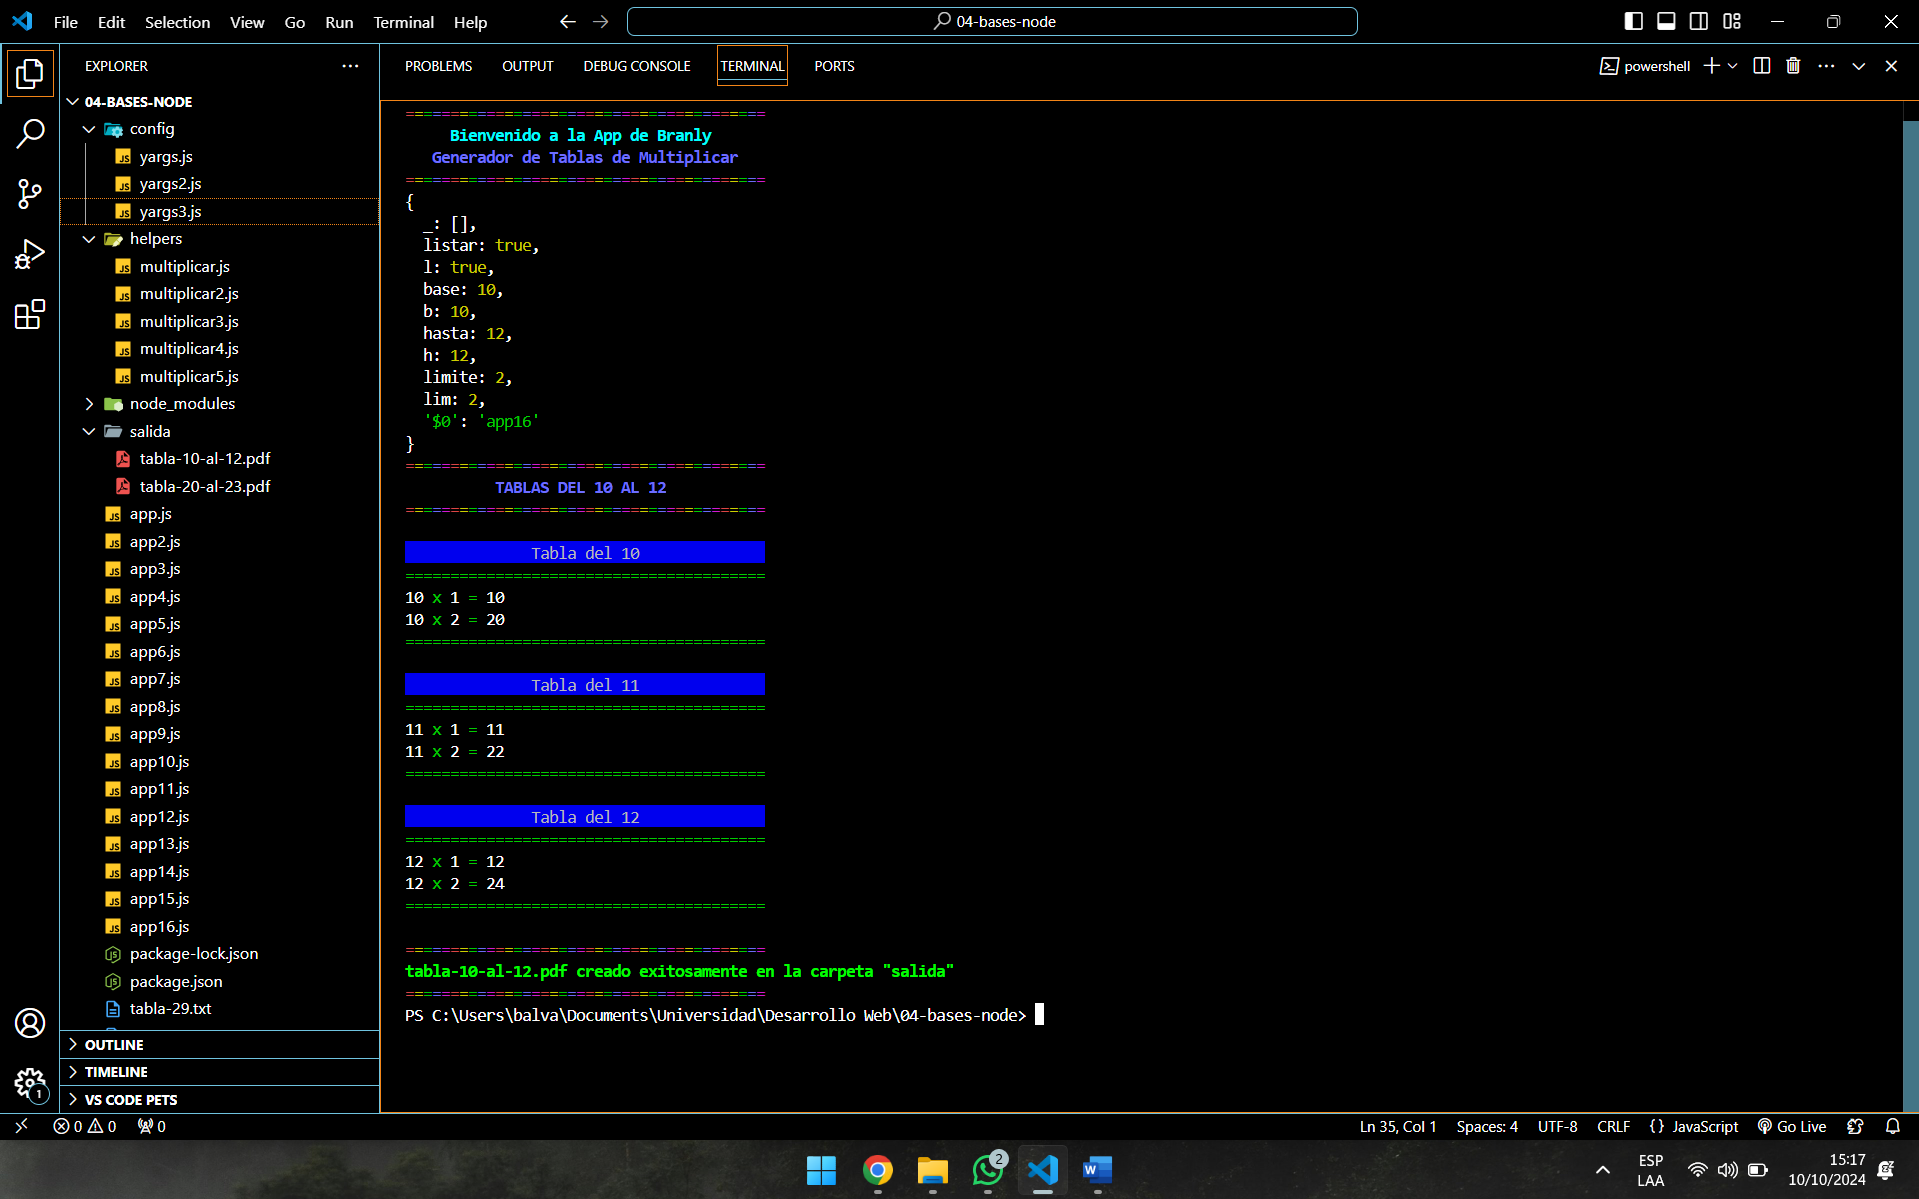 File Edit Selection View Go Run Terminal Help
04-bases-node
EXPLORER
04-BASES-NODE
config
yargs.js
yargs2.js
yargs3.js
helpers
multiplicar.js
multiplicar2.js
multiplicar3.js
multiplicar4.js
multiplicar5.js
node_modules
salida
tabla-10-al-12.pdf
tabla-20-al-23.pdf
app.js
app2.js
app3.js
app4.js
app5.js
app6.js
app7.js
app8.js
app9.js
app10.js
app11.js
app12.js
app13.js
app14.js
app15.js
app16.js
package-lock.json
package.json
tabla-29.txt
OUTLINE
TIMELINE
VS CODE PETS
PROBLEMS OUTPUT DEBUG CONSOLE TERMINAL PORTS
powershell
========================================
Bienvenido a la App de Branly
Generador de Tablas de Multiplicar
========================================
{
_: [],
listar: true,
l: true,
base: 10,
b: 10,
hasta: 12,
h: 12,
limite: 2,
lim: 2,
'$0': 'app16'
}
========================================
TABLAS DEL 10 AL 12
========================================
Tabla del 10
========================================
10 x 1 = 10
10 x 2 = 20
========================================
Tabla del 11
========================================
11 x 1 = 11
11 x 2 = 22
========================================
Tabla del 12
========================================
12 x 1 = 12
12 x 2 = 24
========================================
========================================
tabla-10-al-12.pdf creado exitosamente en la carpeta "salida"
========================================
PS C:\Users\balva\Documents\Universidad\Desarrollo Web\04-bases-node>
1
0 0 0
Ln 35, Col 1 Spaces: 4 UTF-8 CRLF {} JavaScript Go Live
2
ESP
LAA
15:17
10/10/2024